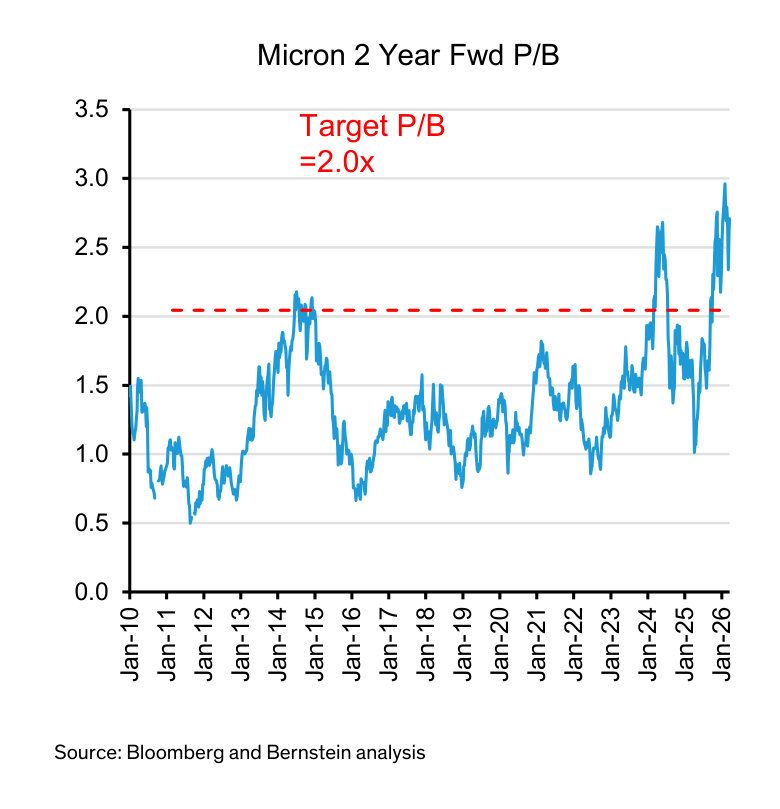 Micron 2 Year Fwd P/B
3.5
Target P/B
=2.0x
3.0
2.5
2.0
1.5
1.0
0.5
0.0
Jan-10
Jan-11
Jan-12
Jan-13
Jan-14
Jan-15
Jan-16
Jan-17
Jan-18
Jan-19
Jan-20
Jan-21
Jan-22
Jan-23
Jan-24
Jan-25
Jan-26
Source: Bloomberg and Bernstein analysis